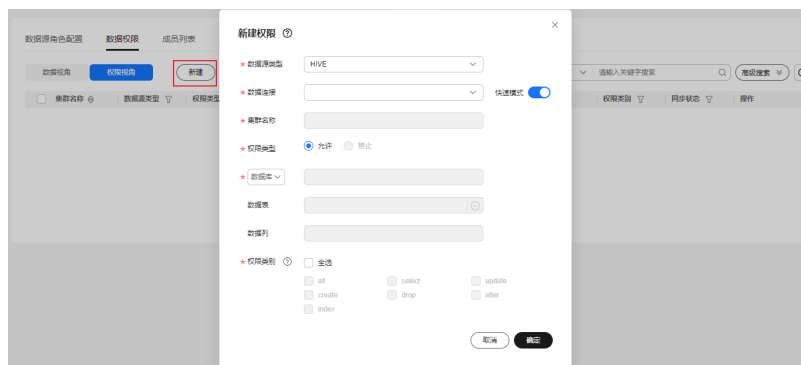 新建权限
数据源角色配置 数据权限 成员列表
数据源类型 HIVE
数据视角 权限视角 新建 请输入关键字搜索 高级搜索
数据连接 快速模式
集群名称 数据源类型 权限类型 权限类别 同步状态 操作
集群名称
权限类型 允许 禁止
数据库
数据表
数据列
权限类别 全选
all select update
create drop alter
index
取消 确定